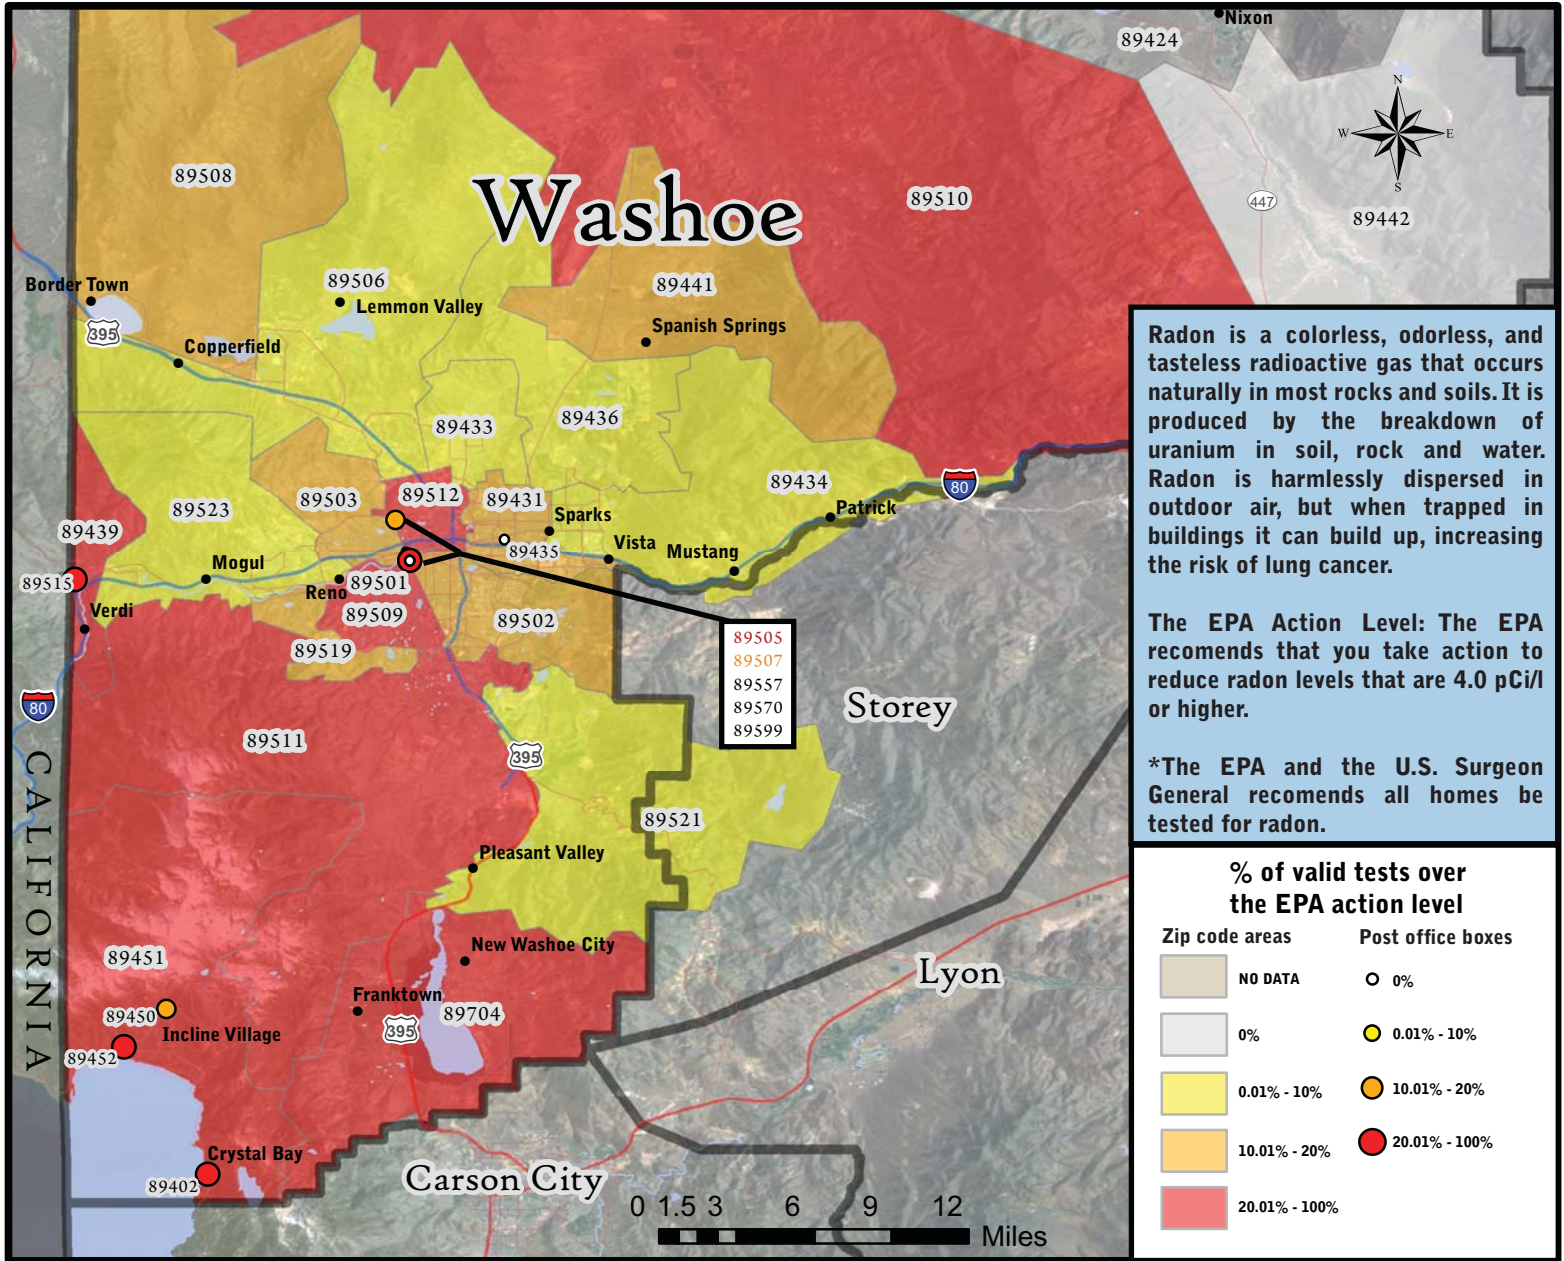 Nixon
89424
N
W
E
S
89508
Washoe
89510
447
89442
Border Town
89506
Lemmon Valley
89441
395
Spanish Springs
Copperfield
89433
89436
89503
89512
89431
89434
Patrick
80
89523
Sparks
89439
89435
Vista
Mustang
Mogul
89515
Reno
89501
Verdi
89509
89502
89519
89505
89507
89557
89570
89599
80
Storey
89511
395
CALIFORNIA
89521
Pleasant Valley
New Washoe City
89451
Lyon
Franktown
89450
89704
Incline Village
395
89452
Crystal Bay
89402
Carson City
0 1.5 3 6 9 12
Miles
Radon is a colorless, odorless, and
tasteless radioactive gas that occurs
naturally in most rocks and soils. It is
produced by the breakdown of
uranium in soil, rock and water.
Radon is harmlessly dispersed in
outdoor air, but when trapped in
buildings it can build up, increasing
the risk of lung cancer.
The EPA Action Level: The EPA
recomends that you take action to
reduce radon levels that are 4.0 pCi/l
or higher.
*The EPA and the U.S. Surgeon
General recomends all homes be
tested for radon.
% of valid tests over
the EPA action level
Zip code areas
NO DATA
0%
0.01% - 10%
10.01% - 20%
20.01% - 100%
Post office boxes
0%
0.01% - 10%
10.01% - 20%
20.01% - 100%